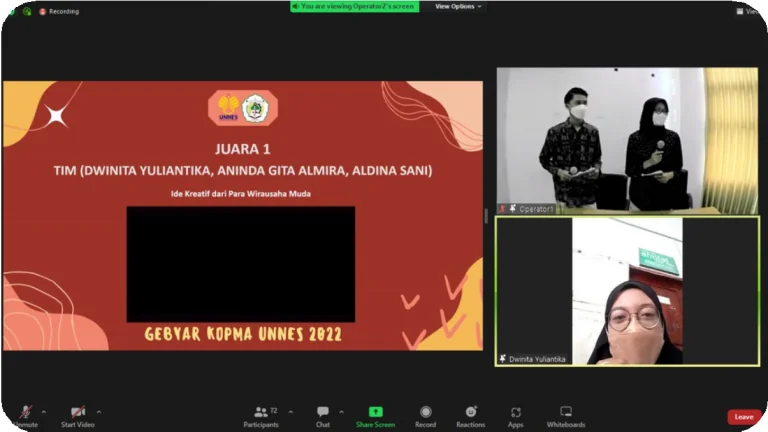 Recording
You are viewing Operator2's screen
View Options
View
UNNES
JUARA 1
TIM (DWINITA YULIANTIKA, ANINDA GITA ALMIRA, ALDINA SANI)
Ide Kreatif dari Para Wirausaha Muda
GEBYAR KOPMA UNNES 2022
Operator1
Dwinita Yuliantika
Unmute
Start Video
Participants
72
Chat
Share Screen
Record
Reactions
Apps
Whiteboards
Leave